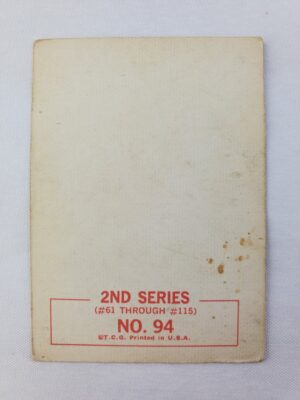 2ND SERIES
(#61 THROUGH #115)
NO. 94
©T.C.G. Printed in U.S.A.